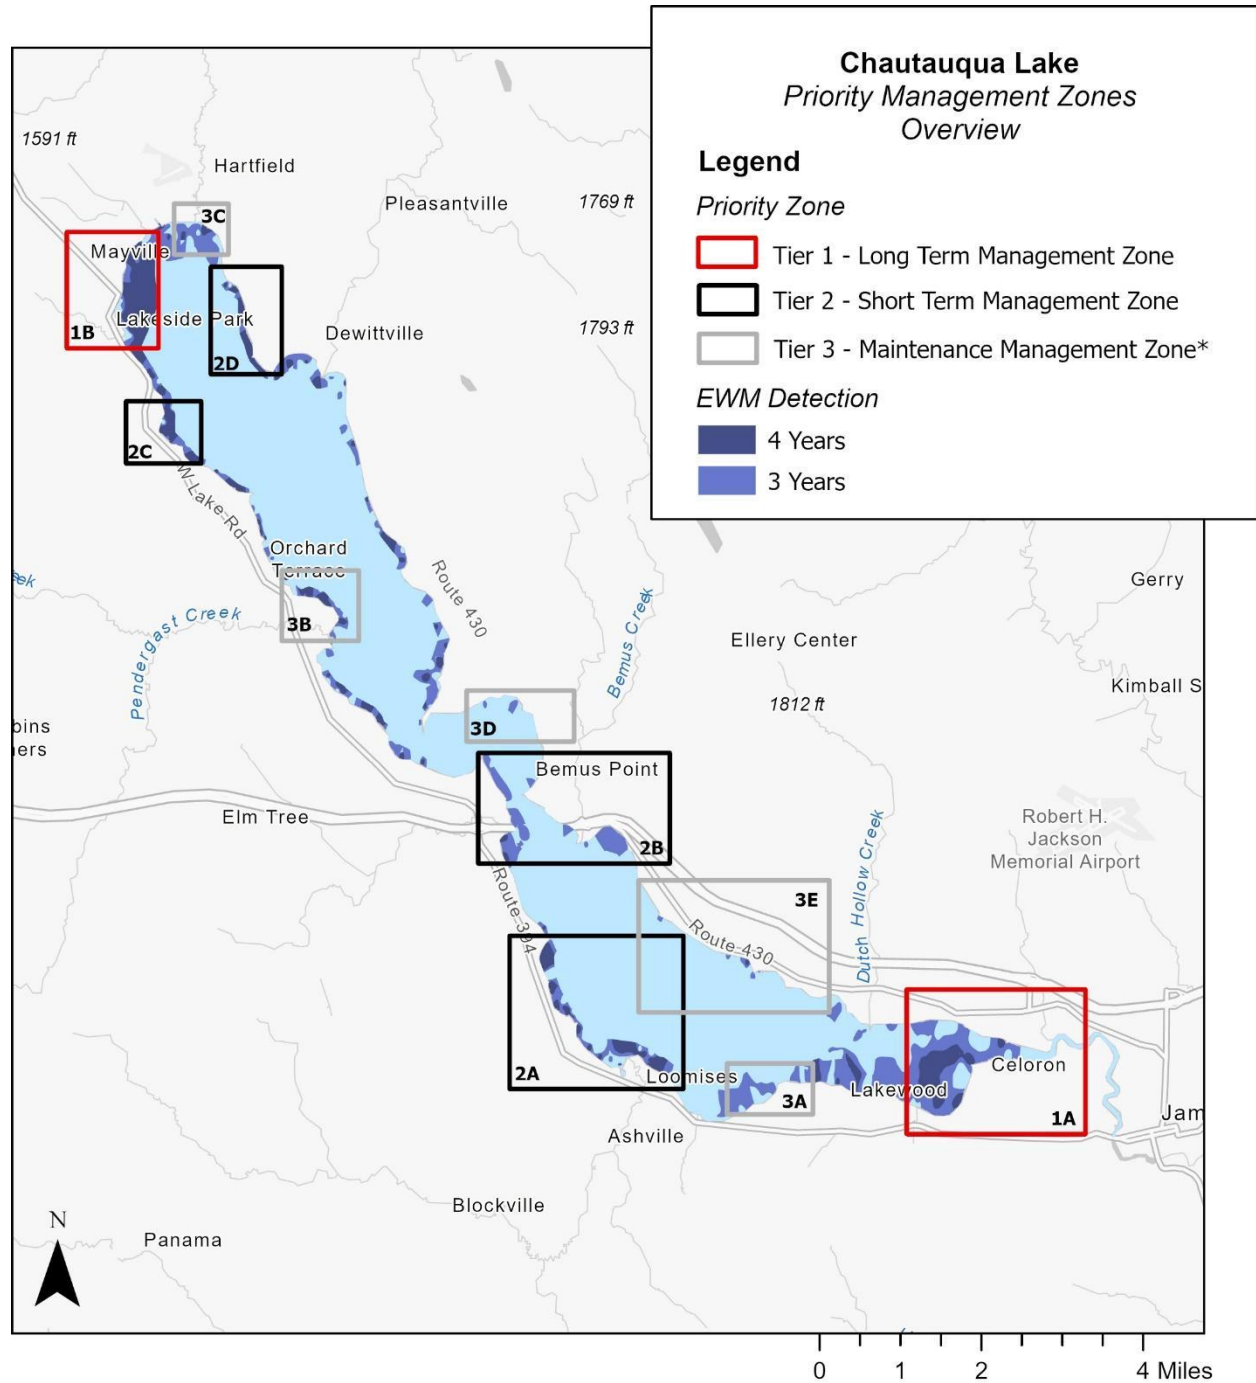 Chautauqua Lake
Priority Management Zones
Overview
Legend
Priority Zone
Tier 1 - Long Term Management Zone
Tier 2 - Short Term Management Zone
Tier 3 - Maintenance Management Zone*
EWM Detection
4 Years
3 Years
1591 ft
Hartfield
Pleasantville
1769 ft
3C
Mayville
Lakeside Park
1B
2D
Dewittville
1793 ft
2C
W Lake Rd
Orchard
Terrace
3B
Route 430
eek
Pendergast Creek
Bemus Creek
Gerry
Ellery Center
Kimball S
1812 ft
bins
ners
3D
Bemus Point
Elm Tree
2B
Robert H.
Jackson
Memorial Airport
Dutch Hollow Creek
Route 394
3E
Route 430
2A
Loomises
3A
Lakewood
Celoron
1A
Jam
Ashville
Blockville
Panama
N
0 1 2 4 Miles